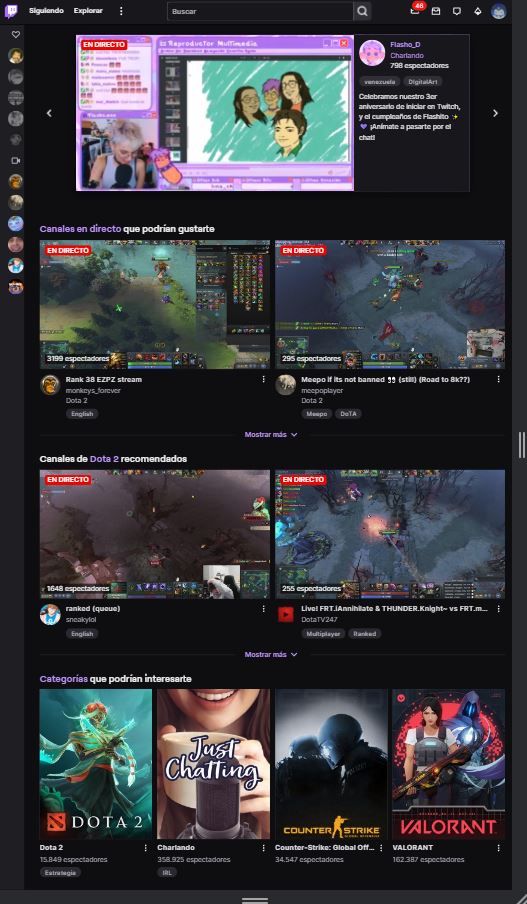 Siguiendo
Explorar
Buscar
46
EN DIRECTO
Reproductor Multimedia
Flasho_D
Charlando
798 espectadores
venezuela
DigitalArt
Celebramos nuestro 3er
aniversario de iniciar en Twitch,
y el cumpleaños de Flashito ✨
💜 ¡Anímate a pasarte por el
chat!
Canales en directo que podrían gustarte
EN DIRECTO
3199 espectadores
Rank 38 EZPZ stream
monkeys_forever
Dota 2
English
EN DIRECTO
295 espectadores
Meepo if its not banned 👀 (still) (Road to 8k??)
meepoplayer
Dota 2
Meepo
DoTA
Mostrar más
Canales de Dota 2 recomendados
EN DIRECTO
1648 espectadores
ranked (queue)
sneakylol
English
EN DIRECTO
255 espectadores
Live! FRT.iAnnihilate & THUNDER.Knight~ vs FRT.m...
DotaTV247
Multiplayer
Ranked
Mostrar más
Categorías que podrían interesarte
DOTA 2
Just
Chatting
POLIZEI
COUNTER STRIKE
GLOBAL OFFENSIVE
VALORANT
Dota 2
15.849 espectadores
Estrategia
Charlando
358.925 espectadores
IRL
Counter-Strike: Global Off...
34.547 espectadores
VALORANT
162.387 espectadores